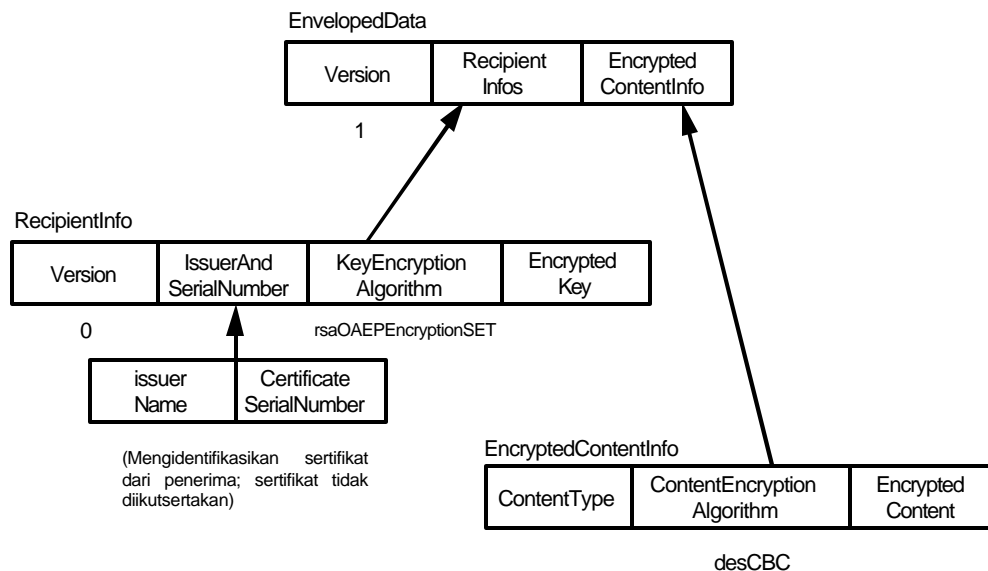 EnvelopedData
Version
Recipient
Infos
Encrypted
ContentInfo
1
RecipientInfo
Version
IssuerAnd
SerialNumber
KeyEncryption
Algorithm
Encrypted
Key
0
rsaOAEPEncryptionSET
issuer
Name
Certificate
SerialNumber
(Mengidentifikasikan sertifikat
dari penerima; sertifikat tidak
diikutsertakan)
EncryptedContentInfo
ContentType
ContentEncryption
Algorithm
Encrypted
Content
desCBC